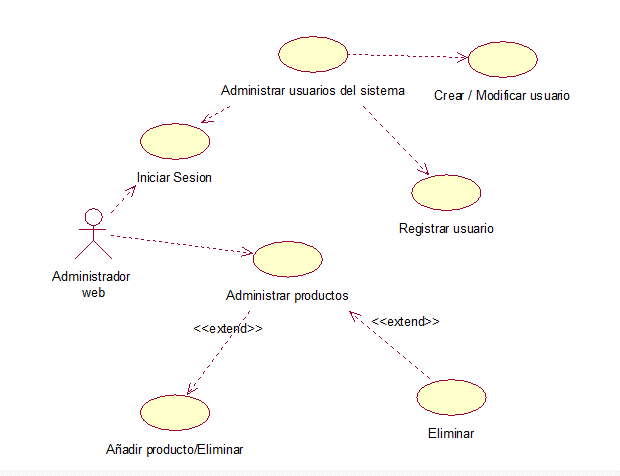 Administrar usuarios del sistema
Crear / Modificar usuario
Iniciar Sesion
Registrar usuario
Administrador
web
Administrar productos
<<extend>>
<<extend>>
Añadir producto/Eliminar
Eliminar